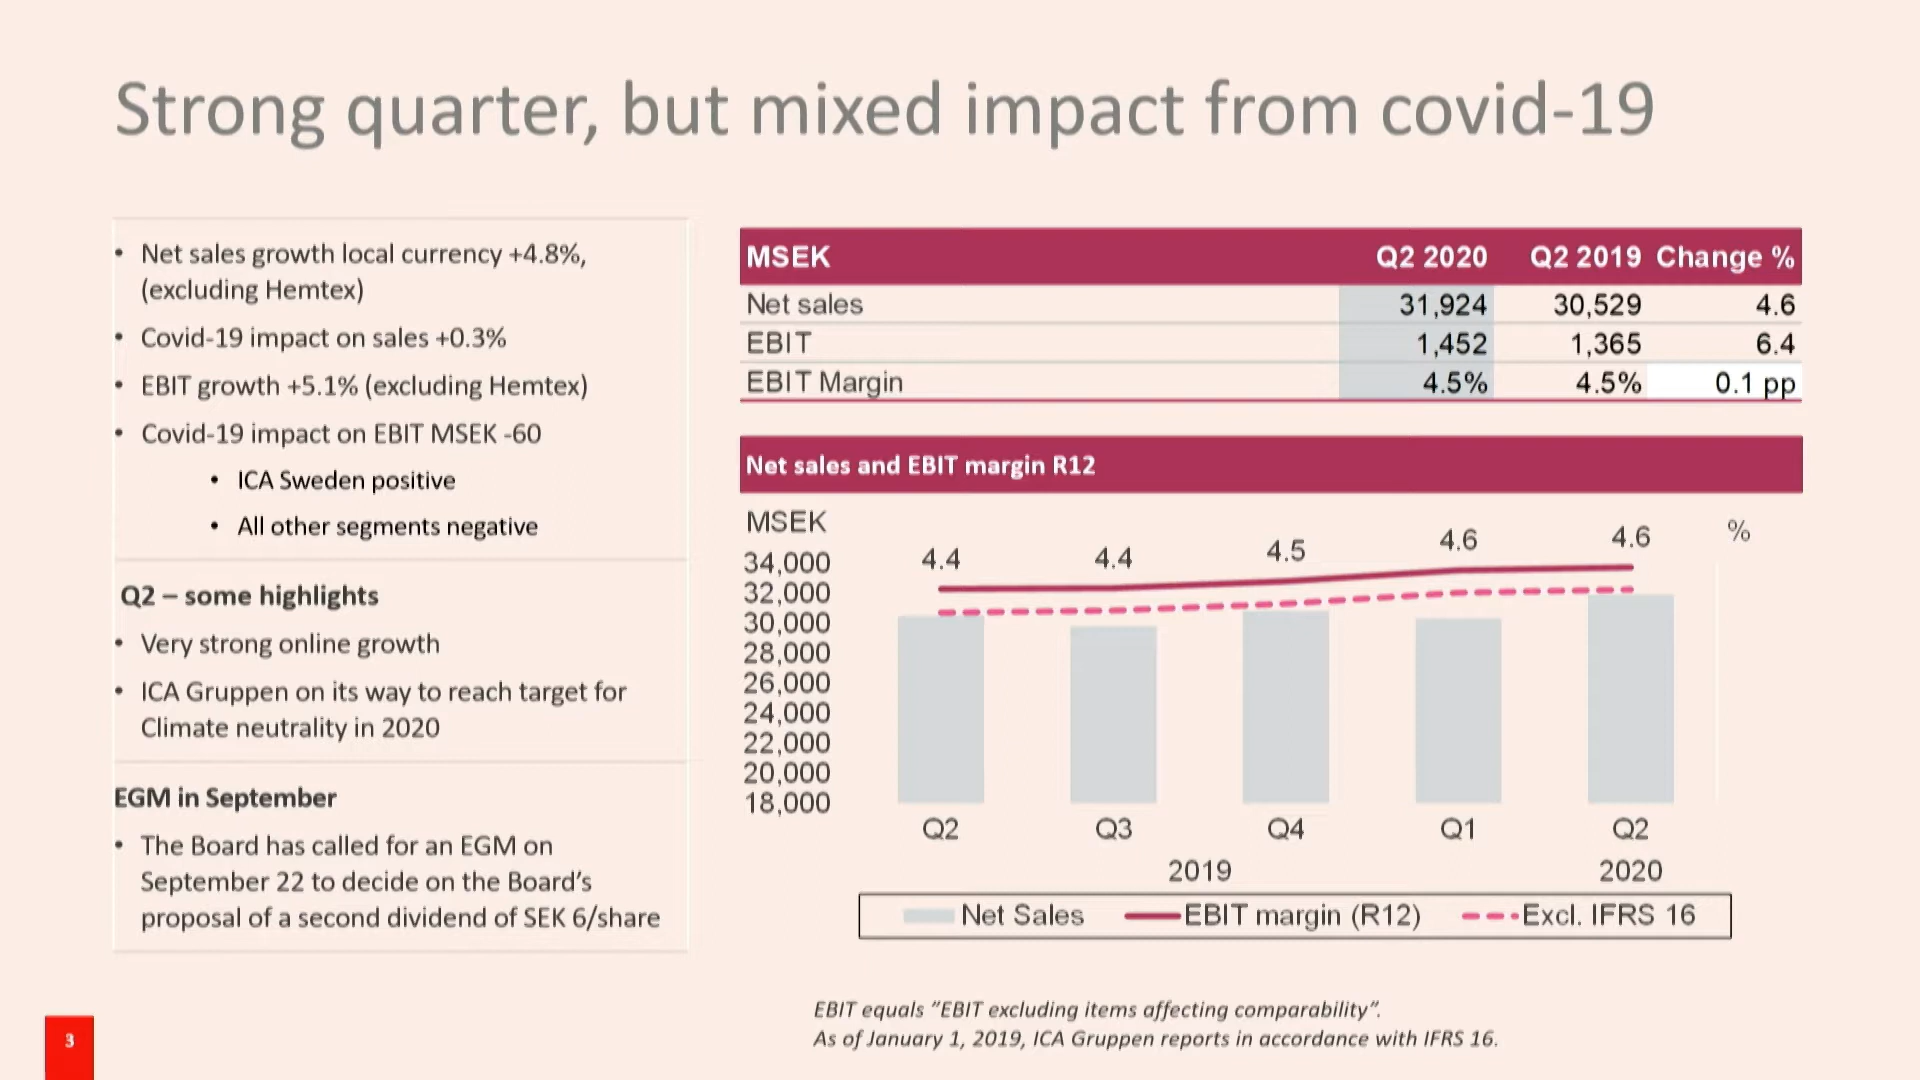 Strong quarter, but mixed impact from covid-19
• Net sales growth local currency +4.8%,
(excluding Hemtex)
• Covid-19 impact on sales +0.3%
• EBIT growth +5.1% (excluding Hemtex)
• Covid-19 impact on EBIT MSEK -60
• ICA Sweden positive
• All other segments negative
Q2 – some highlights
• Very strong online growth
• ICA Gruppen on its way to reach target for
Climate neutrality in 2020
EGM in September
• The Board has called for an EGM on
September 22 to decide on the Board’s
proposal of a second dividend of SEK 6/share
MSEK Q2 2020 Q2 2019 Change %
Net sales 31,924 30,529 4.6
EBIT 1,452 1,365 6.4
EBIT Margin 4.5% 4.5% 0.1 pp
Net sales and EBIT margin R12
MSEK %
4.4 4.4 4.5 4.6 4.6
34,000
32,000
30,000
28,000
26,000
24,000
22,000
20,000
18,000
Q2 Q3 Q4 Q1 Q2
2019 2020
Net Sales EBIT margin (R12) Excl. IFRS 16
EBIT equals ”EBIT excluding items affecting comparability”.
As of January 1, 2019, ICA Gruppen reports in accordance with IFRS 16.
3